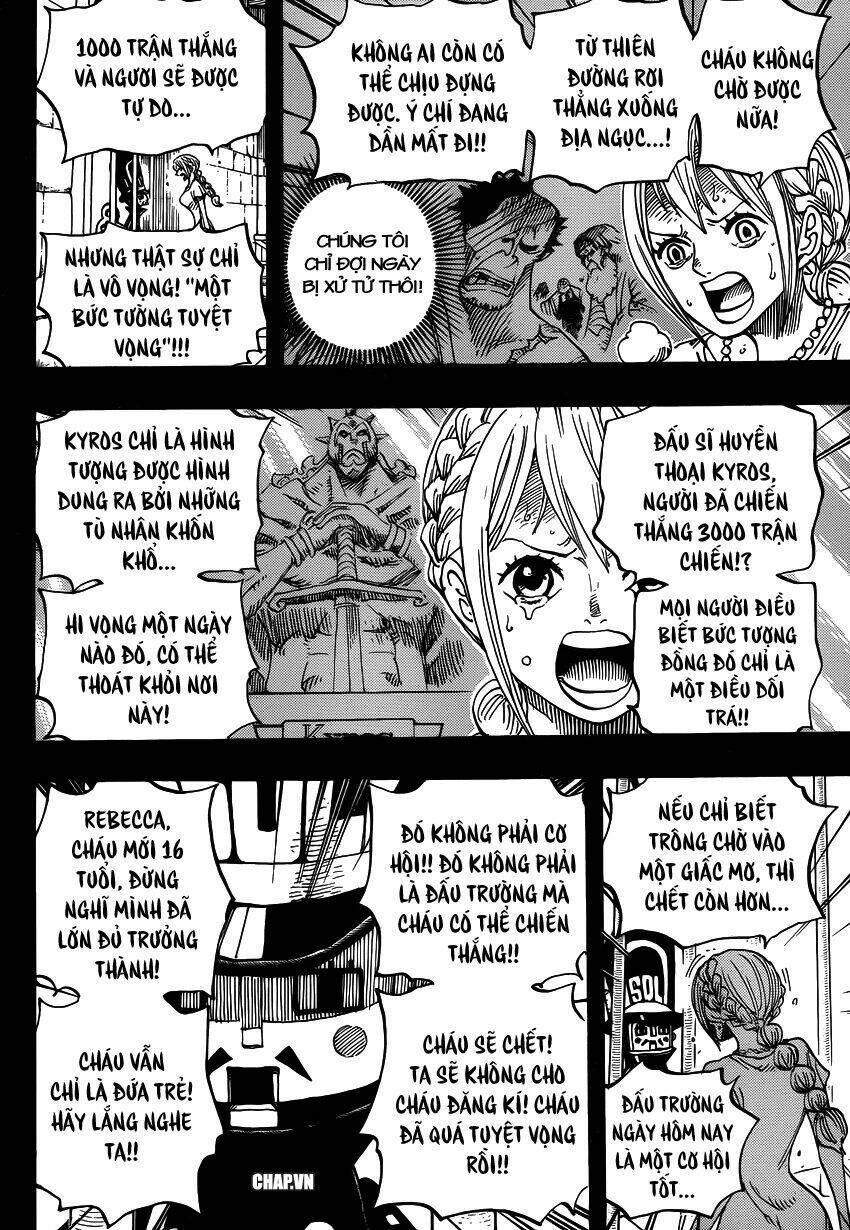 CHÁU KHÔNG
CHỜ ĐƯỢC
NỮA!
TỪ THIÊN
ĐƯỜNG RỜI
THẲNG XUỐNG
ĐỊA NGỤC...!
KHÔNG AI CÒN CÓ
THỂ CHỊU ĐỰNG
ĐƯỢC. Ý CHÍ ĐANG
DẦN MẤT ĐI!!
CHÚNG TÔI
CHỈ ĐỢI NGÀY
BỊ XỬ TỬ THÔI!!
1000 TRẬN THẮNG
VÀ NGƯỜI SẼ ĐƯỢC
TỰ DO...
NHƯNG THẬT SỰ CHỈ
LÀ VÔ VỌNG! "MỘT
BỨC TƯỜNG TUYỆT
VỌNG"!!!
ĐẤU SĨ HUYỀN
THOẠI KYROS,
NGƯỜI ĐÃ CHIẾN
THẮNG 3000 TRẬN
CHIẾN!?
MỌI NGƯỜI ĐIỀU
BIẾT BỨC TƯỢNG
ĐỒNG ĐÓ CHỈ LÀ
MỘT ĐIỀU DỐI
TRÁ!!
KYROS CHỈ LÀ HÌNH
TƯỢNG ĐƯỢC HÌNH
DUNG RA BỞI NHỮNG
TÙ NHÂN KHỐN
KHỔ...
HI VỌNG MỘT NGÀY
NÀO ĐÓ, CÓ THỂ
THOÁT KHỎI NƠI
NÀY!
KYROS
NẾU CHỈ BIẾT
TRÔNG CHỜ VÀO
MỘT GIẤC MƠ, THÌ
CHẾT CÒN HƠN...
SOL
ĐẤU TRƯỜNG
NGÀY HÔM NAY
LÀ MỘT CƠ HỘI
TỐT...
ĐÓ KHÔNG PHẢI CƠ
HỘI!! ĐÓ KHÔNG PHẢI
LÀ ĐẤU TRƯỜNG MÀ
CHÁU CÓ THỂ CHIẾN
THẮNG!!
CHÁU SẼ CHẾT!
TA SẼ KHÔNG CHO
CHÁU ĐĂNG KÍ! CHÁU
ĐÃ QUÁ TUYỆT VỌNG
RỒI!!
REBECCA,
CHÁU MỚI 16
TUỔI, ĐỪNG
NGHĨ MÌNH ĐÃ
LỚN ĐỦ TRƯỞNG
THÀNH!
CHÁU VẪN
CHỈ LÀ ĐỨA TRẺ!
HÃY LẮNG NGHE
TA!!
CHAP.VN